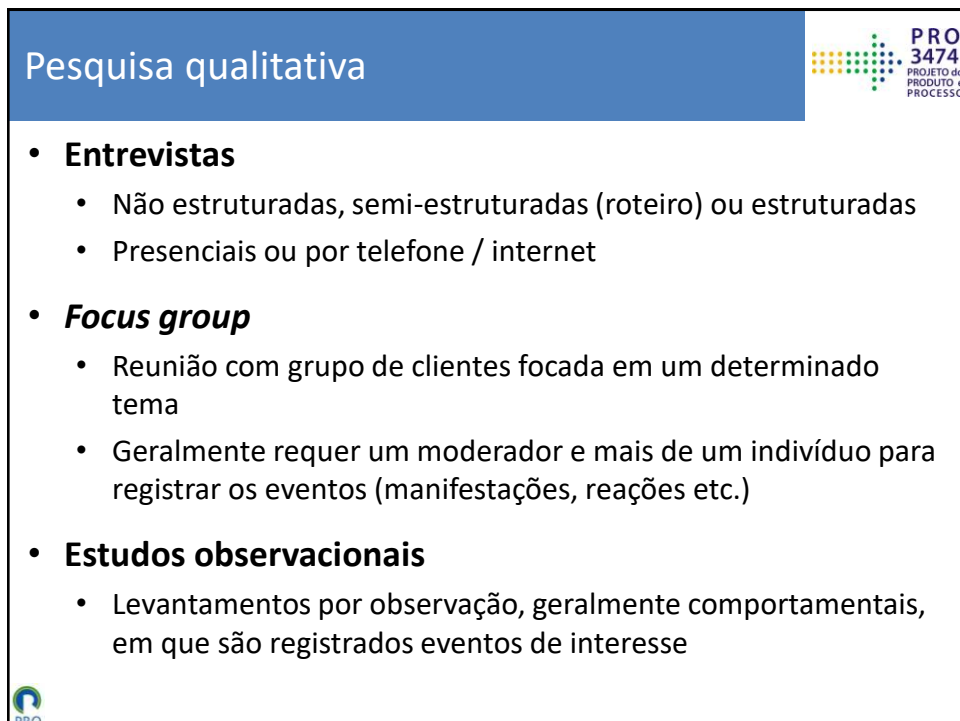 Pesquisa qualitativa
PRO
3474
PROJETO do
PRODUTO e
PROCESSO
• Entrevistas
• Não estruturadas, semi-estruturadas (roteiro) ou estruturadas
• Presenciais ou por telefone / internet
• Focus group
• Reunião com grupo de clientes focada em um determinado
tema
• Geralmente requer um moderador e mais de um indivíduo para
registrar os eventos (manifestações, reações etc.)
• Estudos observacionais
• Levantamentos por observação, geralmente comportamentais,
em que são registrados eventos de interesse
PRO